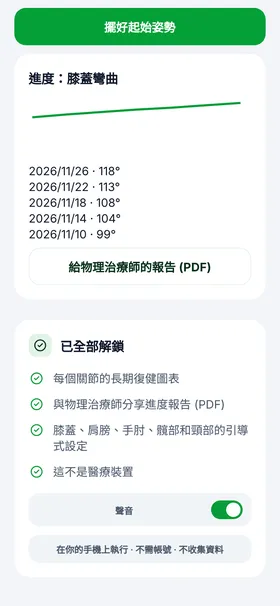 擺好起始姿勢
進度：膝蓋彎曲
2026/11/26 · 118°
2026/11/22 · 113°
2026/11/18 · 108°
2026/11/14 · 104°
2026/11/10 · 99°
給物理治療師的報告 (PDF)
已全部解鎖
每個關節的長期復健圖表
與物理治療師分享進度報告 (PDF)
膝蓋、肩膀、手肘、髖部和頸部的引導
式設定
這不是醫療裝置
聲音
在你的手機上執行 · 不需帳號 · 不收集資料